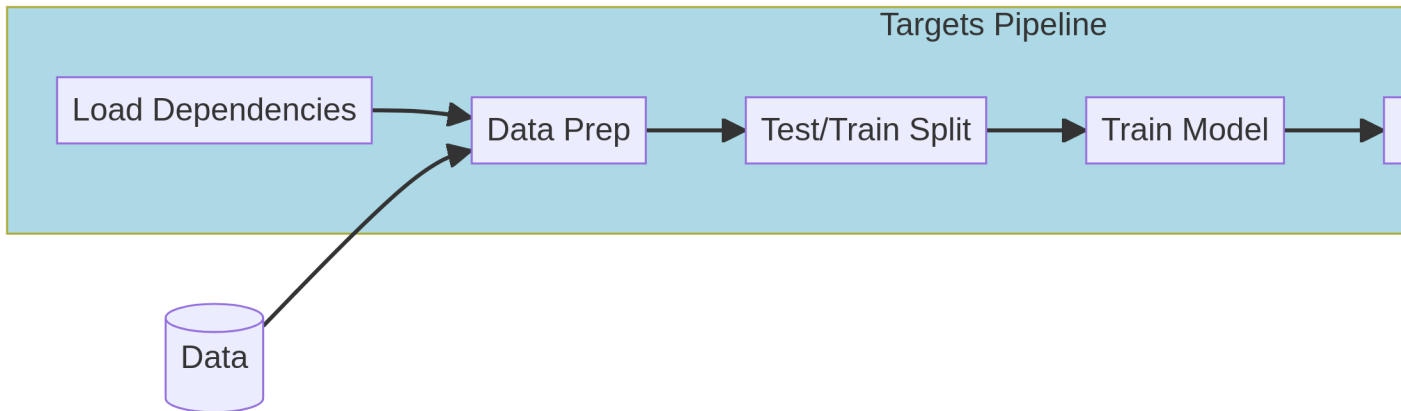 Targets Pipeline
Load Dependencies
Data Prep
Test/Train Split
Train Model
Data